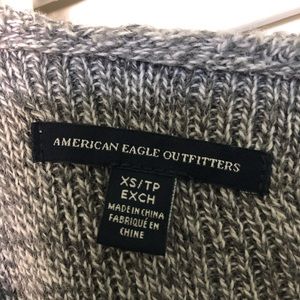 AMERICAN EAGLE OUTFITTERS
XS/TP
EXCH
MADE IN CHINA
FABRIQUÉ EN
CHINE